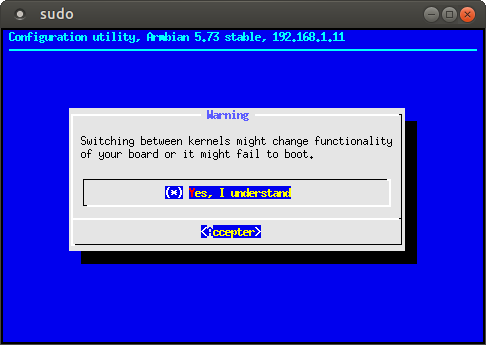 sudo
Configuration utility, Armbian 5.73 stable, 192.168.1.11
Warning
Switching between kernels might change functionality
of your board or it might fail to boot.
(*) Yes, I understand
<Accepter>